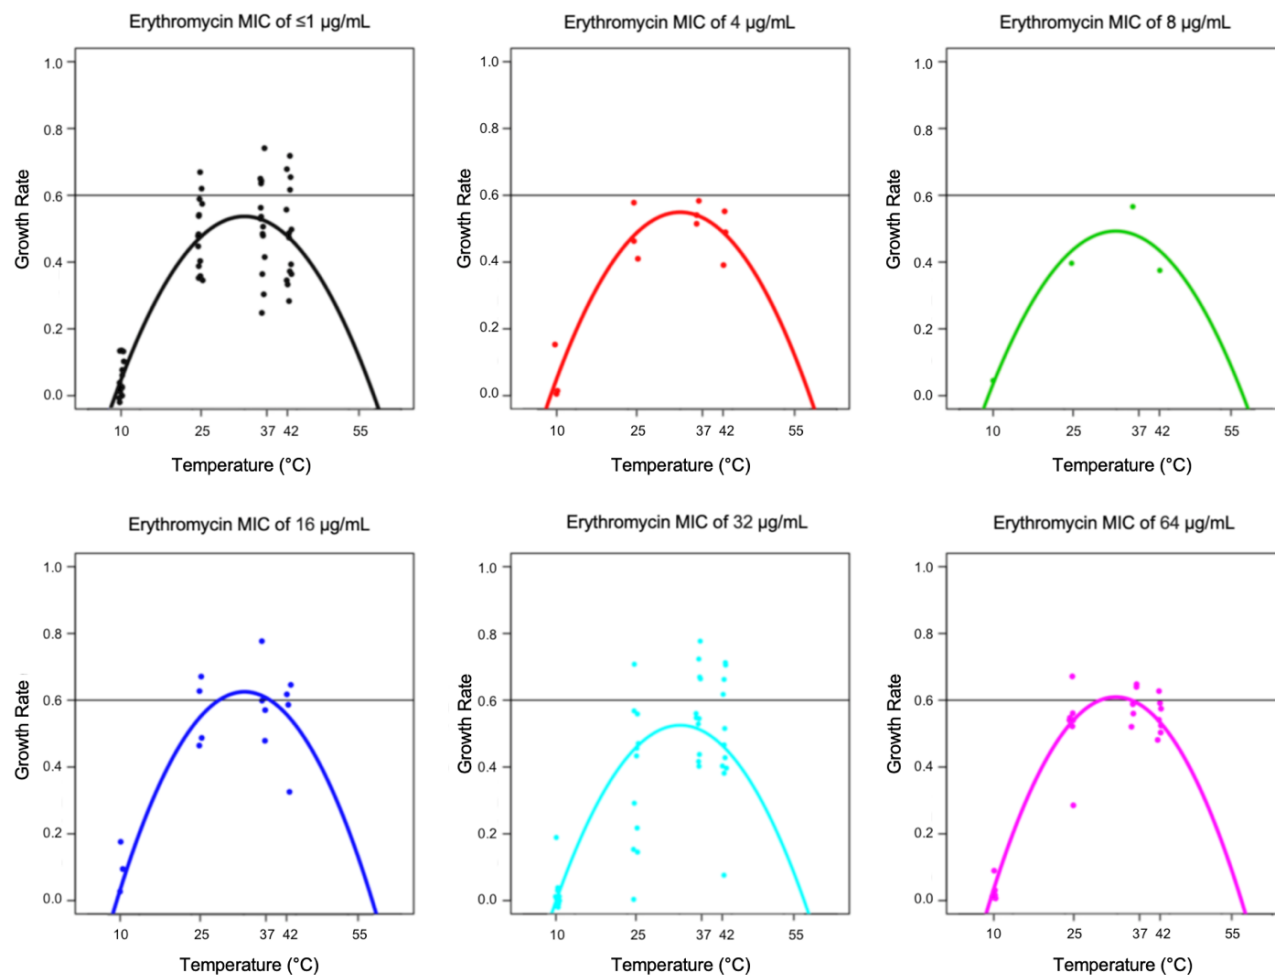 Erythromycin MIC of ≤1 µg/mL
Growth Rate
1.0
0.8
0.6
0.4
0.2
0.0
10 25 37 42 55
Temperature (°C)
Erythromycin MIC of 4 µg/mL
Growth Rate
1.0
0.8
0.6
0.4
0.2
0.0
10 25 37 42 55
Temperature (°C)
Erythromycin MIC of 8 µg/mL
Growth Rate
1.0
0.8
0.6
0.4
0.2
0.0
10 25 37 42 55
Temperature (°C)
Erythromycin MIC of 16 µg/mL
Growth Rate
1.0
0.8
0.6
0.4
0.2
0.0
10 25 37 42 55
Temperature (°C)
Erythromycin MIC of 32 µg/mL
Growth Rate
1.0
0.8
0.6
0.4
0.2
0.0
10 25 37 42 55
Temperature (°C)
Erythromycin MIC of 64 µg/mL
Growth Rate
1.0
0.8
0.6
0.4
0.2
0.0
10 25 37 42 55
Temperature (°C)